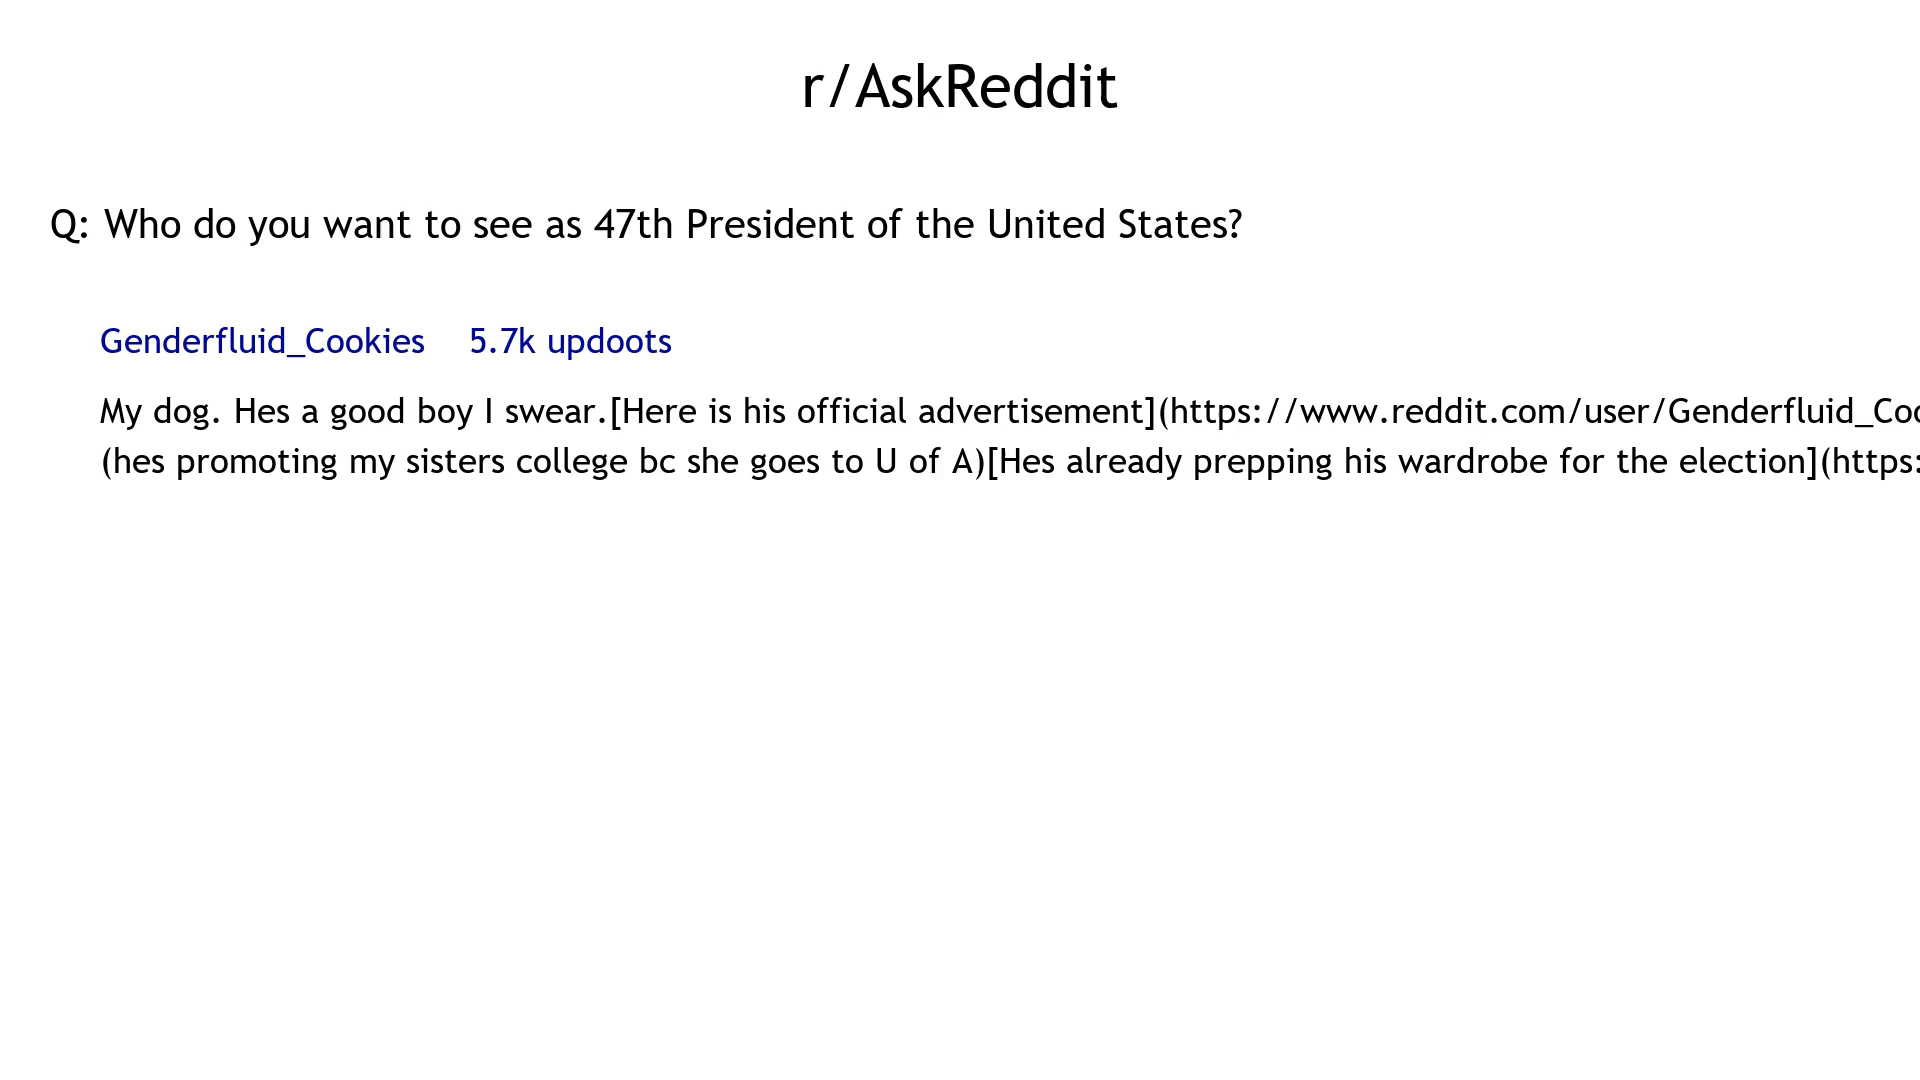 r/AskReddit
Q: Who do you want to see as 47th President of the United States?
Genderfluid_Cookies 5.7k updoots
My dog. Hes a good boy I swear.[Here is his official advertisement](https://www.reddit.com/user/Genderfluid_Coo
(hes promoting my sisters college bc she goes to U of A)[Hes already prepping his wardrobe for the election](https: